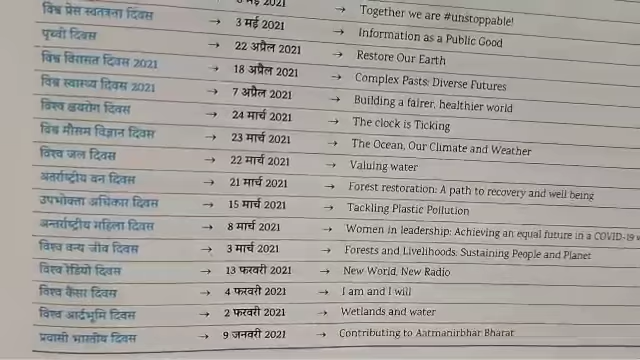 → Together we are #unstoppable!
विश्व प्रेस स्वतंत्रता दिवस → 3 मई 2021 → Information as a Public Good
पृथ्वी दिवस → 22 अप्रैल 2021 → Restore Our Earth
विश्व विरासत दिवस 2021 → 18 अप्रैल 2021 → Complex Pasts: Diverse Futures
विश्व स्वास्थ्य दिवस 2021 → 7 अप्रैल 2021 → Building a fairer, healthier world
विश्व क्षयरोग दिवस → 24 मार्च 2021 → The clock is Ticking
विश्व मौसम विज्ञान दिवस → 23 मार्च 2021 → The Ocean, Our Climate and Weather
विश्व जल दिवस → 22 मार्च 2021 → Valuing water
अंतर्राष्ट्रीय वन दिवस → 21 मार्च 2021 → Forest restoration: A path to recovery and well being
उपभोक्ता अधिकार दिवस → 15 मार्च 2021 → Tackling Plastic Pollution
अन्तर्राष्ट्रीय महिला दिवस → 8 मार्च 2021 → Women in leadership: Achieving an equal future in a COVID-19
विश्व वन्य जीव दिवस → 3 मार्च 2021 → Forests and Livelihoods: Sustaining People and Planet
विश्व रेडियो दिवस → 13 फरवरी 2021 → New World, New Radio
विश्व कैंसर दिवस → 4 फरवरी 2021 → I am and I will
विश्व आर्द्रभूमि दिवस → 2 फरवरी 2021 → Wetlands and water
प्रवासी भारतीय दिवस → 9 जनवरी 2021 → Contributing to Aatmanirbhar Bharat